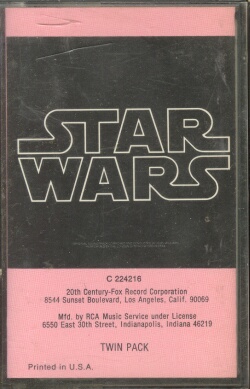 STAR
WARS
C 224216
20th Century-Fox Record Corporation
8544 Sunset Boulevard, Los Angeles, Calif. 90069
Mfd. by RCA Music Service under License
6550 East 30th Street, Indianapolis, Indiana 46219
TWIN PACK
Printed in U.S.A.